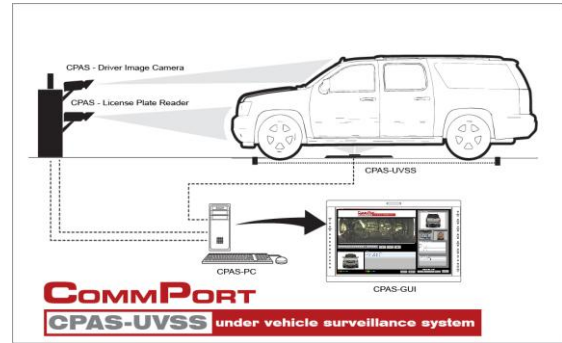 CPAS - Driver Image Camera
CPAS - License Plate Reader
CPAS-UVSS
CPAS-PC
CPAS-GUI
COMMPORT
CPAS-UVSS under vehicle surveillance system